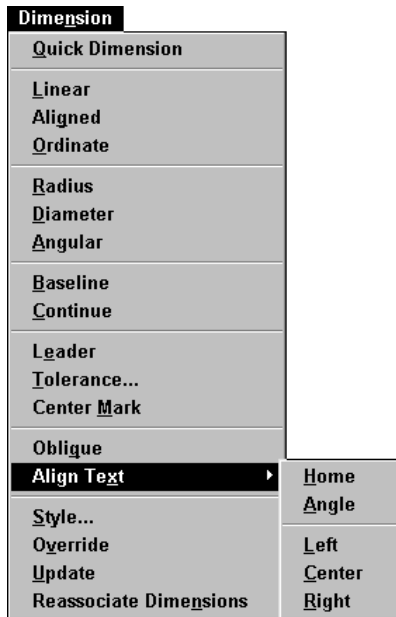 Dimension
Quick Dimension
Linear
Aligned
Ordinate
Radius
Diameter
Angular
Baseline
Continue
Leader
Tolerance...
Center Mark
Oblique
Align Text
Home
Angle
Left
Center
Right
Style...
Override
Update
Reassociate Dimensions